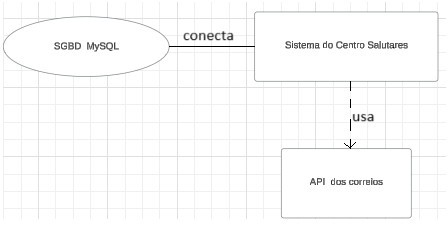 conecta
SGBD MySQL
Sistema do Centro Salutares
usa
API dos correios